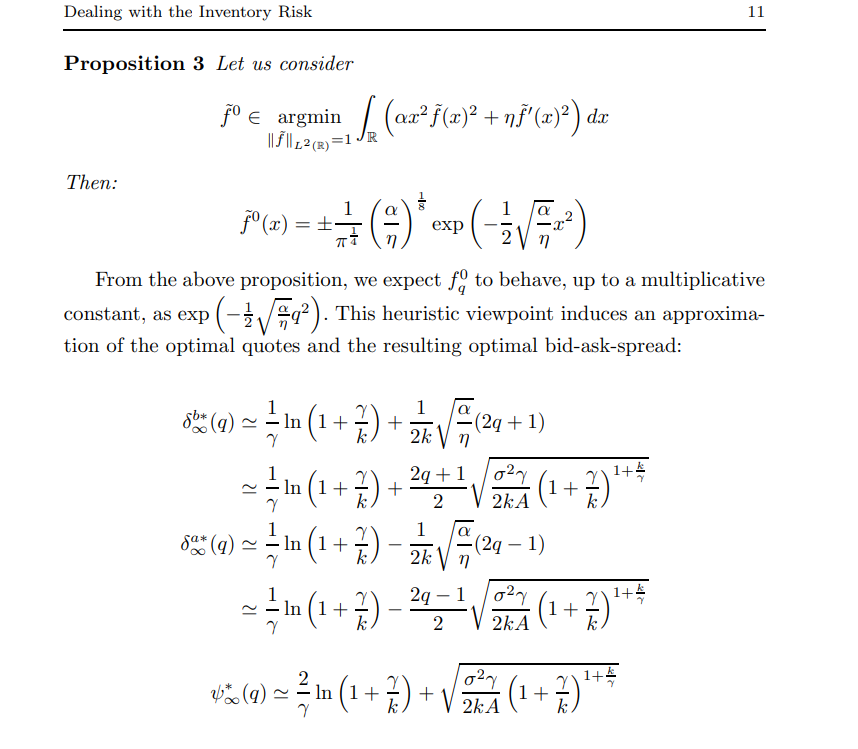 Dealing with the Inventory Risk 11
Proposition 3 Let us consider
$\tilde{f}^0 \in \underset{\|\tilde{f}\|_{L^2(\mathbb{R})}=1}{\operatorname{argmin}} \int_{\mathbb{R}} \left( \alpha x^2 \tilde{f}(x)^2 + \eta \tilde{f}'(x)^2 \right) dx$
Then:
$\tilde{f}^0(x) = \pm \frac{1}{\pi^{\frac{1}{4}}} \left( \frac{\alpha}{\eta} \right)^{\frac{1}{8}} \exp \left( -\frac{1}{2} \sqrt{\frac{\alpha}{\eta}} x^2 \right)$
From the above proposition, we expect $f_q^0$ to behave, up to a multiplicative
constant, as $\exp \left( -\frac{1}{2} \sqrt{\frac{\alpha}{\eta}} q^2 \right)$. This heuristic viewpoint induces an approxima-
tion of the optimal quotes and the resulting optimal bid-ask-spread:
$\delta_\infty^{b*}(q) \simeq \frac{1}{\gamma} \ln \left( 1 + \frac{\gamma}{k} \right) + \frac{1}{2k} \sqrt{\frac{\alpha}{\eta}} (2q + 1)$
$\simeq \frac{1}{\gamma} \ln \left( 1 + \frac{\gamma}{k} \right) + \frac{2q + 1}{2} \sqrt{\frac{\sigma^2 \gamma}{2kA} \left( 1 + \frac{\gamma}{k} \right)^{1 + \frac{k}{\gamma}}}$
$\delta_\infty^{a*}(q) \simeq \frac{1}{\gamma} \ln \left( 1 + \frac{\gamma}{k} \right) - \frac{1}{2k} \sqrt{\frac{\alpha}{\eta}} (2q - 1)$
$\simeq \frac{1}{\gamma} \ln \left( 1 + \frac{\gamma}{k} \right) - \frac{2q - 1}{2} \sqrt{\frac{\sigma^2 \gamma}{2kA} \left( 1 + \frac{\gamma}{k} \right)^{1 + \frac{k}{\gamma}}}$
$\psi_\infty^*(q) \simeq \frac{2}{\gamma} \ln \left( 1 + \frac{\gamma}{k} \right) + \sqrt{\frac{\sigma^2 \gamma}{2kA} \left( 1 + \frac{\gamma}{k} \right)^{1 + \frac{k}{\gamma}}}$